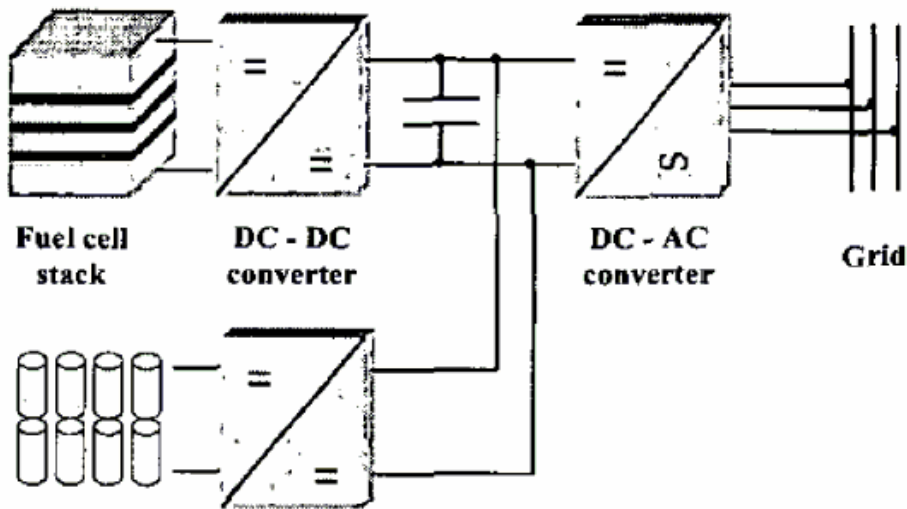 =
=
=
S
Fuel cell
stack
DC - DC
converter
DC - AC
converter
Grid
=
=